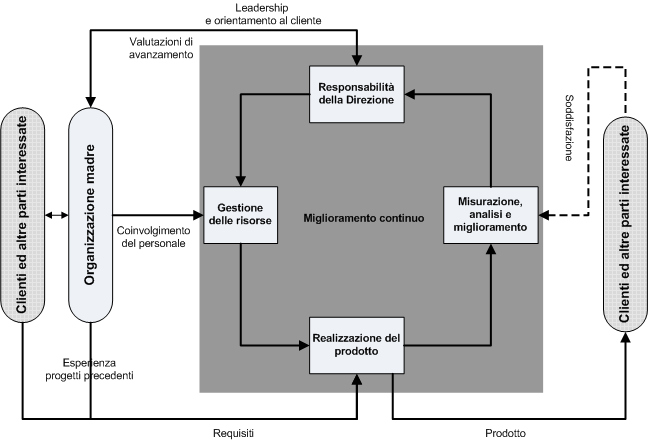 Leadership
e orientamento al cliente
Valutazioni di
avanzamento
Responsabilità
della Direzione
Soddisfazione
Clienti ed altre parti interessate
Organizzazione madre
Coinvolgimento
del personale
Gestione
delle risorse
Miglioramento continuo
Misurazione,
analisi e
miglioramento
Clienti ed altre parti interessate
Realizzazione del
prodotto
Esperienza
progetti precedenti
Requisiti
Prodotto